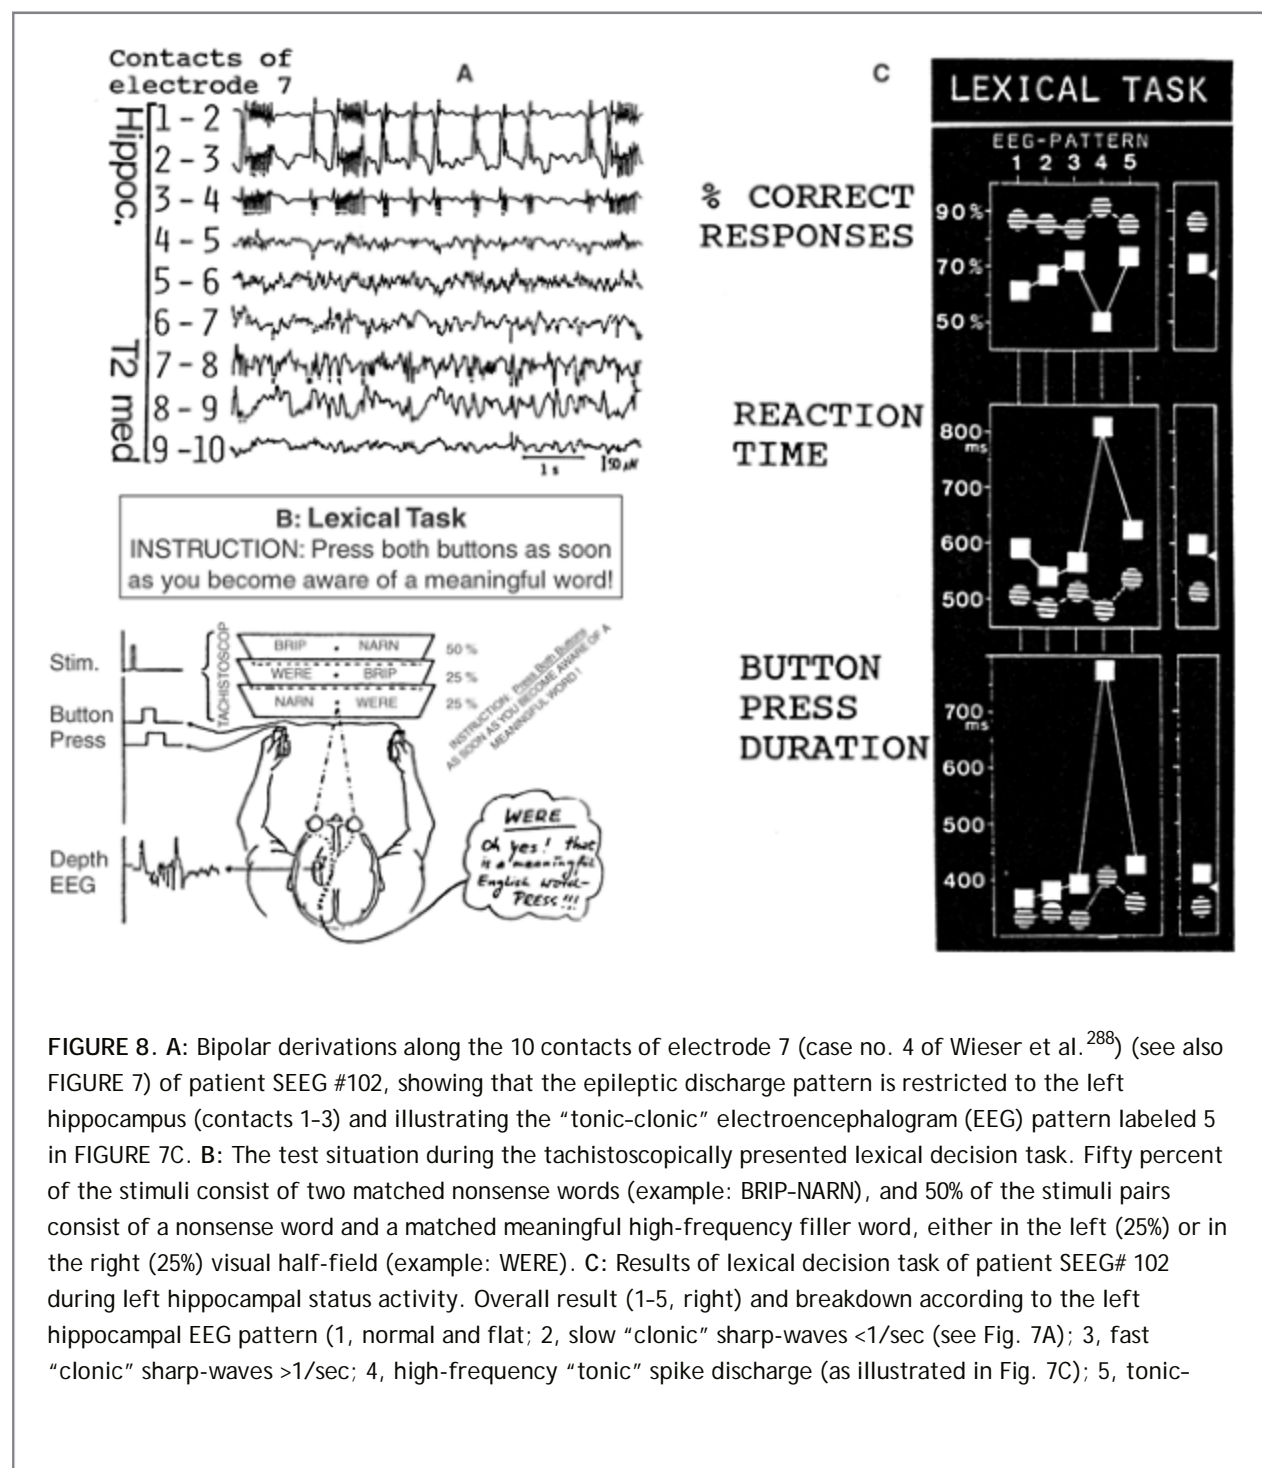 Contacts of
electrode 7
A
Hippoc.
T2 med
1 - 2
2 - 3
3 - 4
4 - 5
5 - 6
6 - 7
7 - 8
8 - 9
9 -10
1 s
B: Lexical Task
INSTRUCTION: Press both buttons as soon
as you become aware of a meaningful word!
Stim.
Button
Press
Depth
EEG
TACHISTOSCOP
BRIP NARN 50 %
WERE BRIP 25 %
NARN WERE 25 %
INSTRUCTION: Press Both Buttons
AS SOON AS YOU BECOME AWARE OF A
MEANINGFUL WORD!
WERE
Oh yes! that
is a meaningful
English word-
PRESS!!!
C
LEXICAL TASK
EEG-PATTERN
1 2 3 4 5
% CORRECT
RESPONSES
90%
70%
50%
REACTION
TIME
800
ms
700
600
500
BUTTON
PRESS
DURATION
700
ms
600
500
400
FIGURE 8. A: Bipolar derivations along the 10 contacts of electrode 7 (case no. 4 of Wieser et al.288) (see also
FIGURE 7) of patient SEEG #102, showing that the epileptic discharge pattern is restricted to the left
hippocampus (contacts 1–3) and illustrating the “tonic–clonic” electroencephalogram (EEG) pattern labeled 5
in FIGURE 7C. B: The test situation during the tachistoscopically presented lexical decision task. Fifty percent
of the stimuli consist of two matched nonsense words (example: BRIP–NARN), and 50% of the stimuli pairs
consist of a nonsense word and a matched meaningful high-frequency filler word, either in the left (25%) or in
the right (25%) visual half-field (example: WERE). C: Results of lexical decision task of patient SEEG# 102
during left hippocampal status activity. Overall result (1–5, right) and breakdown according to the left
hippocampal EEG pattern (1, normal and flat; 2, slow “clonic” sharp-waves <1/sec (see Fig. 7A); 3, fast
“clonic” sharp-waves >1/sec; 4, high-frequency “tonic” spike discharge (as illustrated in Fig. 7C); 5, tonic–